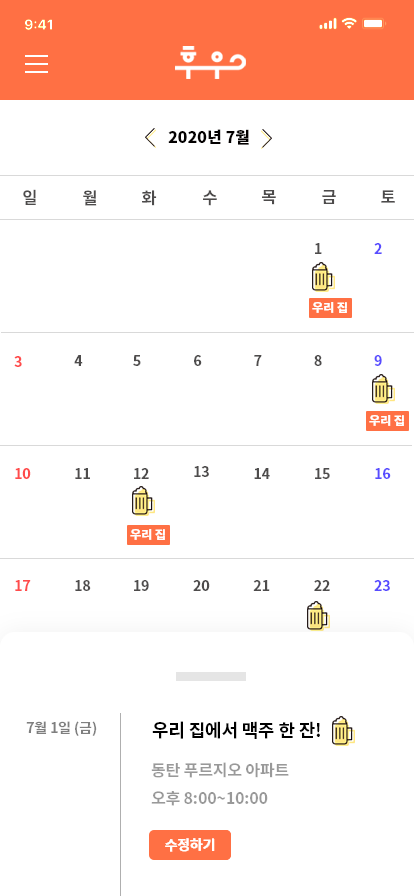 9:41
후우
2020년 7월
일 월 화 수 목 금 토
1 2
우리 집
3 4 5 6 7 8 9
우리 집
10 11 12 13 14 15 16
우리 집
17 18 19 20 21 22 23
7월 1일 (금)
우리 집에서 맥주 한 잔!
동탄 푸르지오 아파트
오후 8:00~10:00
수정하기